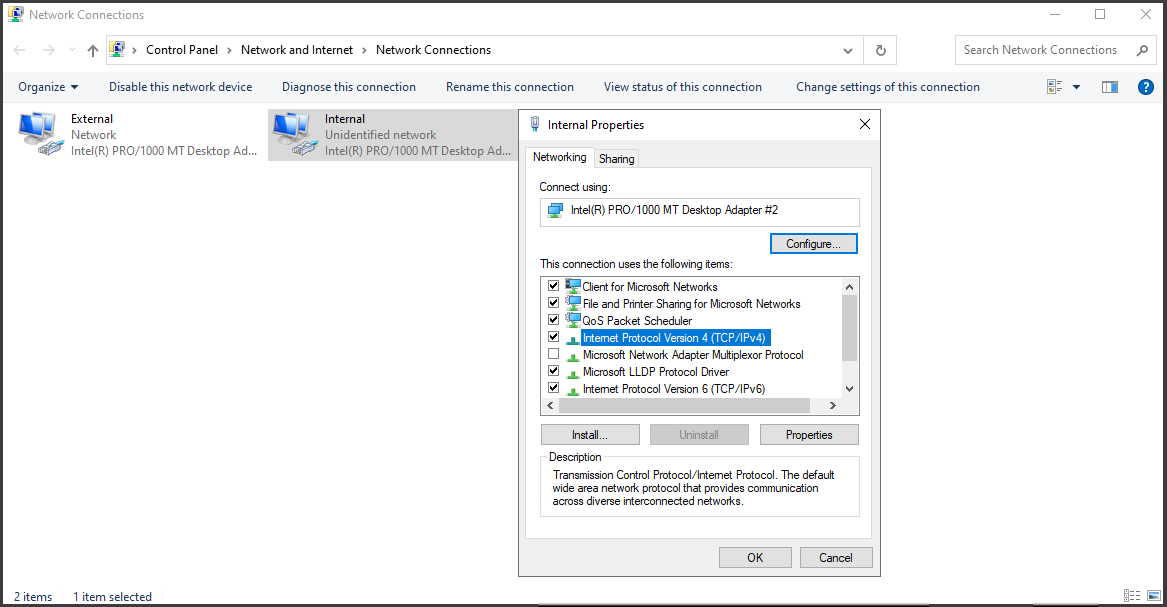 Network Connections
Control Panel > Network and Internet > Network Connections
Search Network Connections
Organize
Disable this network device
Diagnose this connection
Rename this connection
View status of this connection
Change settings of this connection
?
External
Network
Intel(R) PRO/1000 MT Desktop Ad...
Internal
Unidentified network
Intel(R) PRO/1000 MT Desktop Ad...
Internal Properties
Networking
Sharing
Connect using:
Intel(R) PRO/1000 MT Desktop Adapter #2
Configure...
This connection uses the following items:
Client for Microsoft Networks
File and Printer Sharing for Microsoft Networks
QoS Packet Scheduler
Internet Protocol Version 4 (TCP/IPv4)
Microsoft Network Adapter Multiplexor Protocol
Microsoft LLDP Protocol Driver
Internet Protocol Version 6 (TCP/IPv6)
Install...
Uninstall
Properties
Description
Transmission Control Protocol/Internet Protocol. The default
wide area network protocol that provides communication
across diverse interconnected networks.
OK
Cancel
2 items
1 item selected